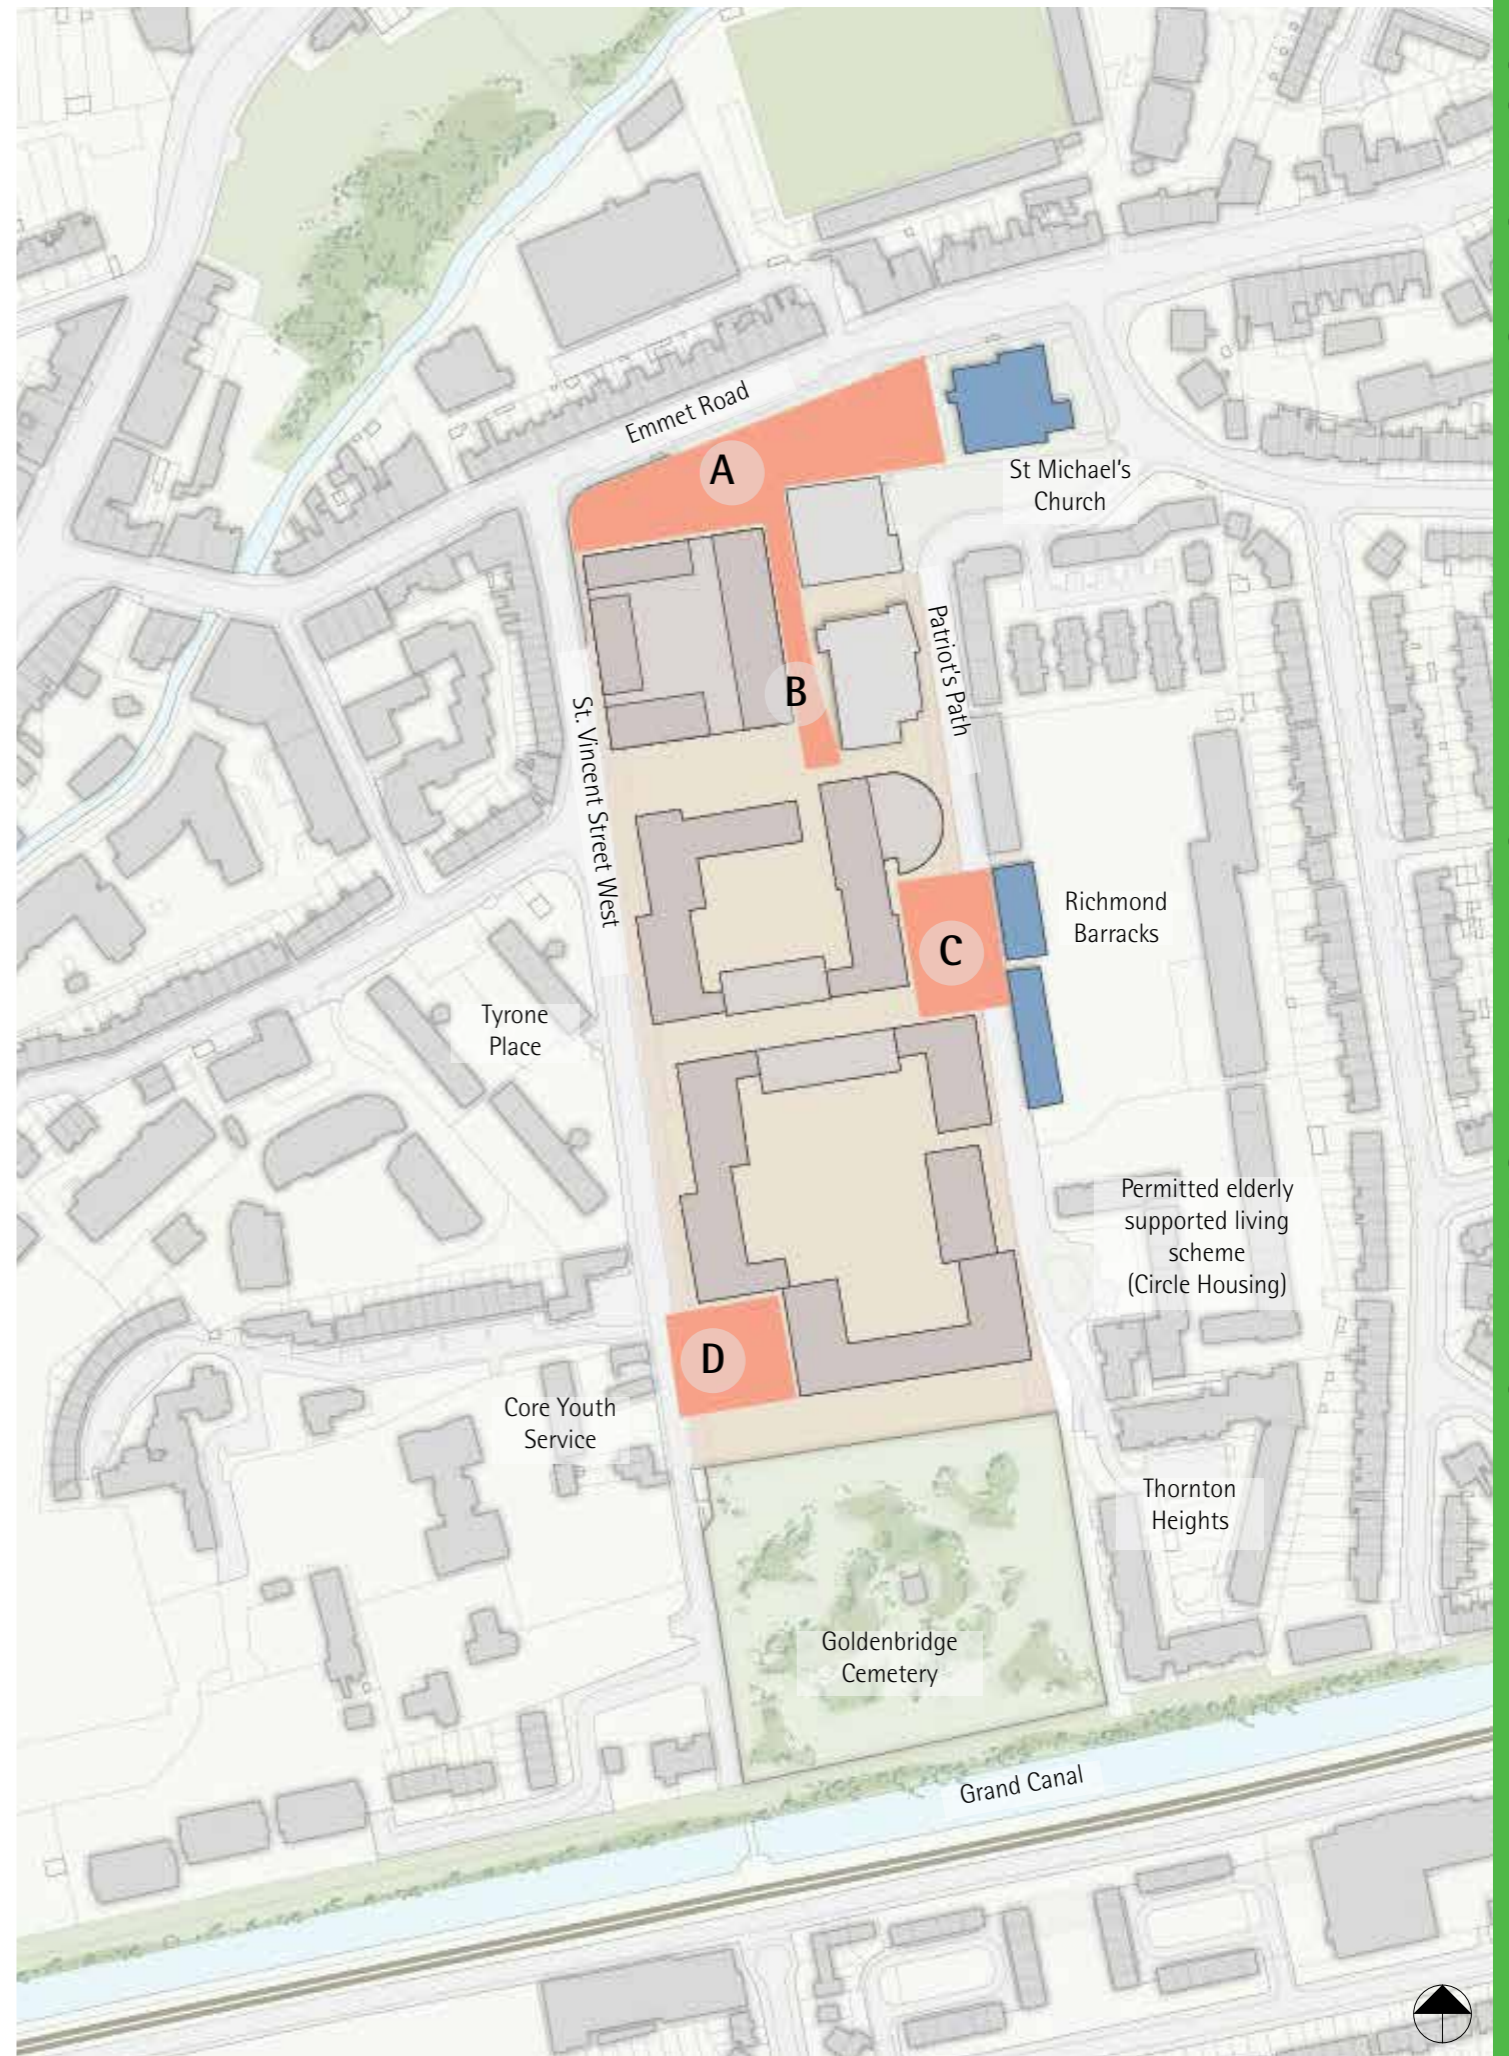 Emmet Road
A
St Michael's
Church
Patriot's Path
B
St. Vincent Street West
Richmond
Barracks
C
Tyrone
Place
Permitted elderly
supported living
scheme
(Circle Housing)
D
Core Youth
Service
Thornton
Heights
Goldenbridge
Cemetery
Grand Canal